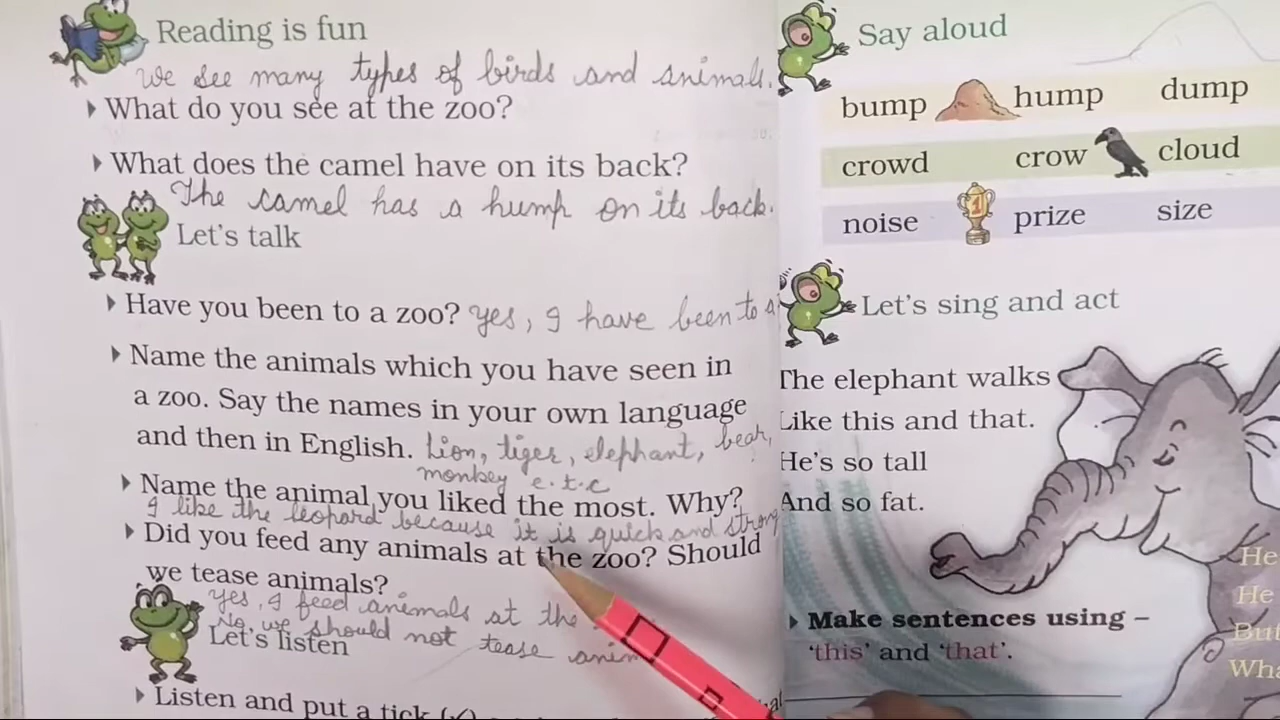 Reading is fun
We see many types of birds and animals.
What do you see at the zoo?
What does the camel have on its back?
The camel has a hump on its back.
Let's talk
Have you been to a zoo? yes, I have been to a
Name the animals which you have seen in
a zoo. Say the names in your own language
and then in English. Lion, tiger, elephant, bear,
monkey e.t.c
Name the animal you liked the most. Why?
I like the leopard because it is quick and strong
Did you feed any animals at the zoo? Should
we tease animals?
Yes, I feed animals at the
No, we should not tease
Let's listen
Listen and put a tick (✓)
Say aloud
bump hump dump
crowd crow cloud
noise 1 prize size
Let's sing and act
The elephant walks
Like this and that.
He's so tall
And so fat.
He
He
But
Wha
Make sentences using –
'this' and 'that'.